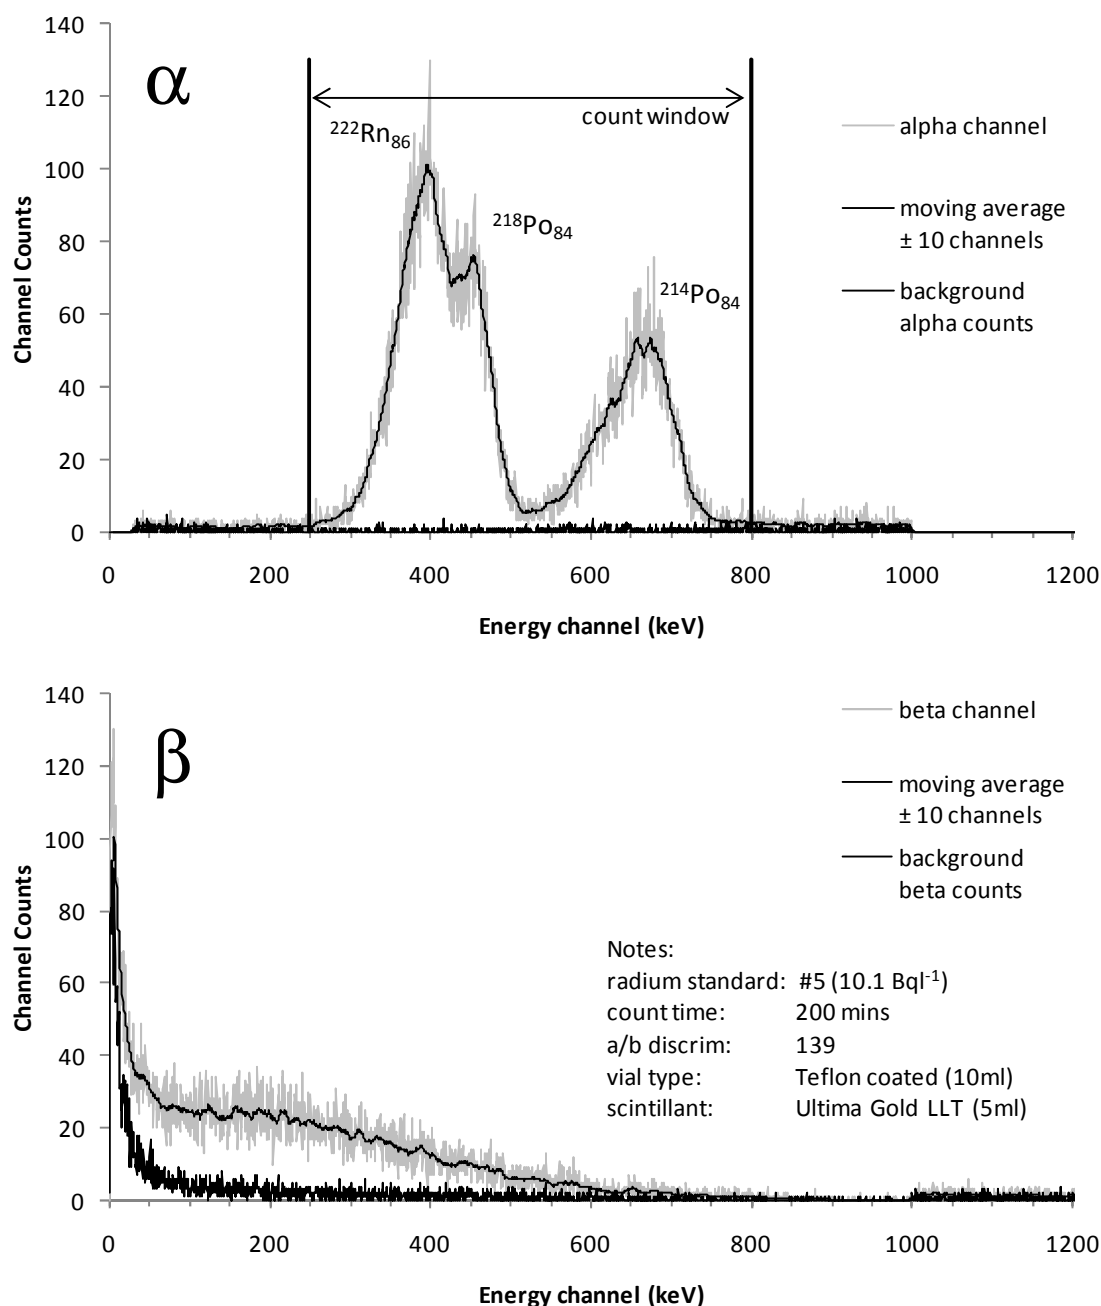 140
120
100
80
60
40
20
0
Channel Counts
α
count window
²²²Rn₈₆
²¹⁸Po₈₄
²¹⁴Po₈₄
alpha channel
moving average
± 10 channels
background
alpha counts
0 200 400 600 800 1000 1200
Energy channel (keV)
140
120
100
80
60
40
20
0
Channel Counts
β
beta channel
moving average
± 10 channels
background
beta counts
Notes:
radium standard: #5 (10.1 Bql⁻¹)
count time: 200 mins
a/b discrim: 139
vial type: Teflon coated (10ml)
scintillant: Ultima Gold LLT (5ml)
0 200 400 600 800 1000 1200
Energy channel (keV)